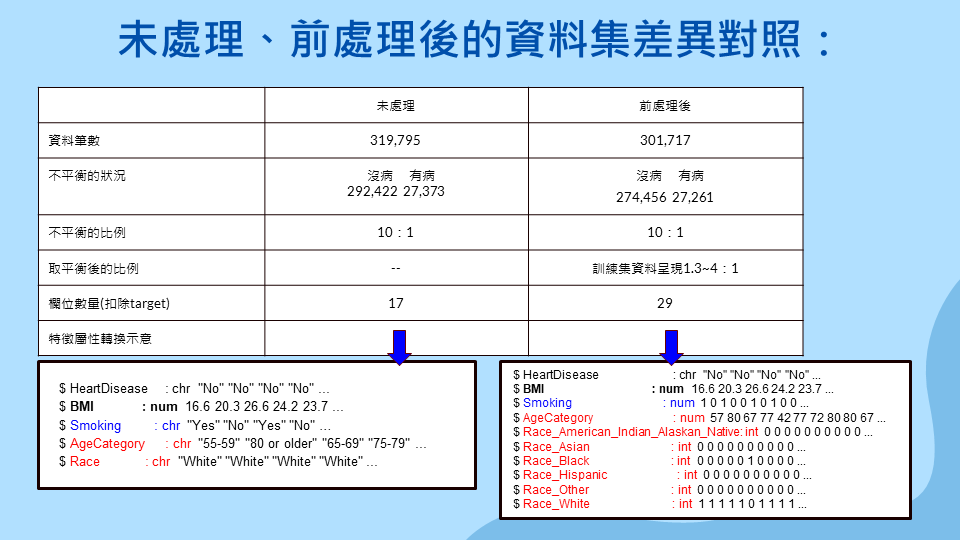 未處理、前處理後的資料集差異對照：
未處理 前處理後
資料筆數 319,795 301,717
不平衡的狀況 沒病 有病 沒病 有病
292,422 27,373 274,456 27,261
不平衡的比例 10：1 10：1
取平衡後的比例 -- 訓練集資料呈現1.3~4：1
欄位數量(扣除target) 17 29
特徵屬性轉換示意
$ HeartDisease : chr "No" "No" "No" "No" …
$ BMI : num 16.6 20.3 26.6 24.2 23.7 …
$ Smoking : chr "Yes" "No" "Yes" "No" …
$ AgeCategory : chr "55-59" "80 or older" "65-69" "75-79" …
$ Race : chr "White" "White" "White" "White" …
$ HeartDisease : chr "No" "No" "No" "No" ...
$ BMI : num 16.6 20.3 26.6 24.2 23.7 ...
$ Smoking : num 1 0 1 0 0 1 0 1 0 0 ...
$ AgeCategory : num 57 80 67 77 42 77 72 80 80 67 ...
$ Race_American_Indian_Alaskan_Native: int 0 0 0 0 0 0 0 0 0 0 ...
$ Race_Asian : int 0 0 0 0 0 0 0 0 0 0 ...
$ Race_Black : int 0 0 0 0 0 1 0 0 0 0 ...
$ Race_Hispanic : int 0 0 0 0 0 0 0 0 0 0 ...
$ Race_Other : int 0 0 0 0 0 0 0 0 0 0 ...
$ Race_White : int 1 1 1 1 1 0 1 1 1 1 ...